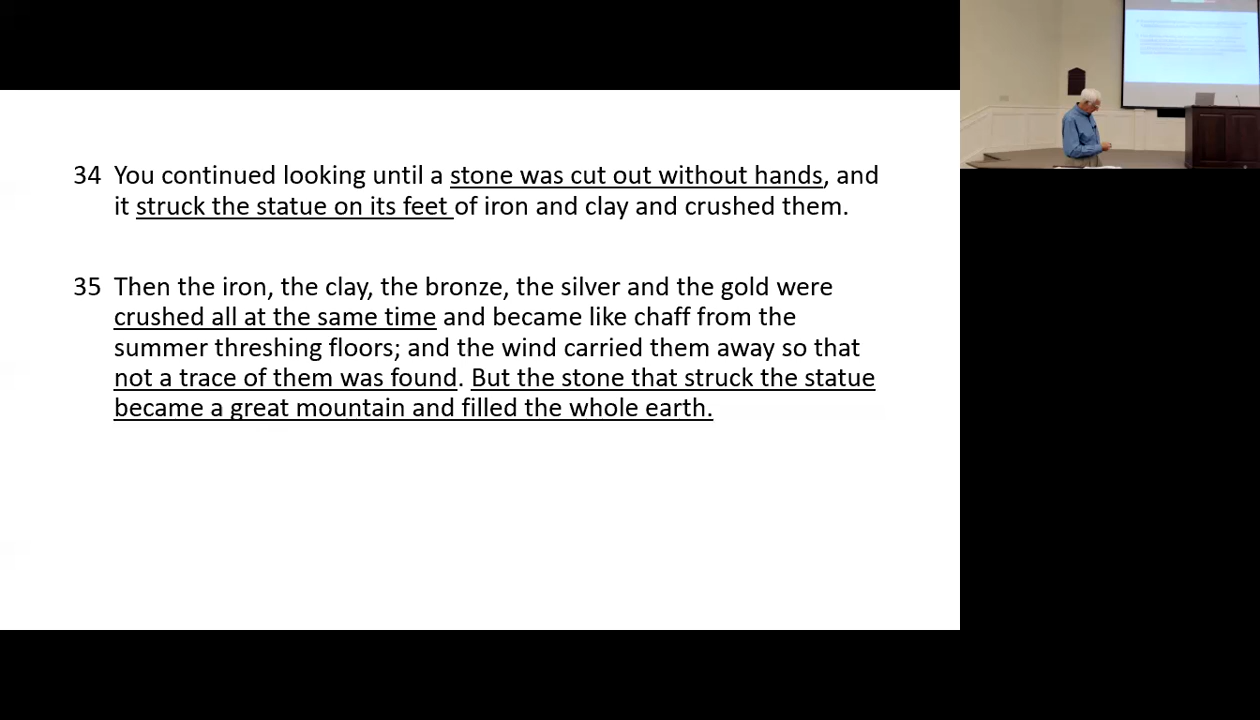 34 You continued looking until a stone was cut out without hands, and
it struck the statue on its feet of iron and clay and crushed them.
35 Then the iron, the clay, the bronze, the silver and the gold were
crushed all at the same time and became like chaff from the
summer threshing floors; and the wind carried them away so that
not a trace of them was found. But the stone that struck the statue
became a great mountain and filled the whole earth.